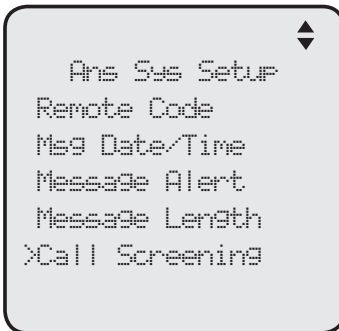 Ans Sys Setup
Remote Code
Msg Date/Time
Message Alert
Message Length
>Call Screening